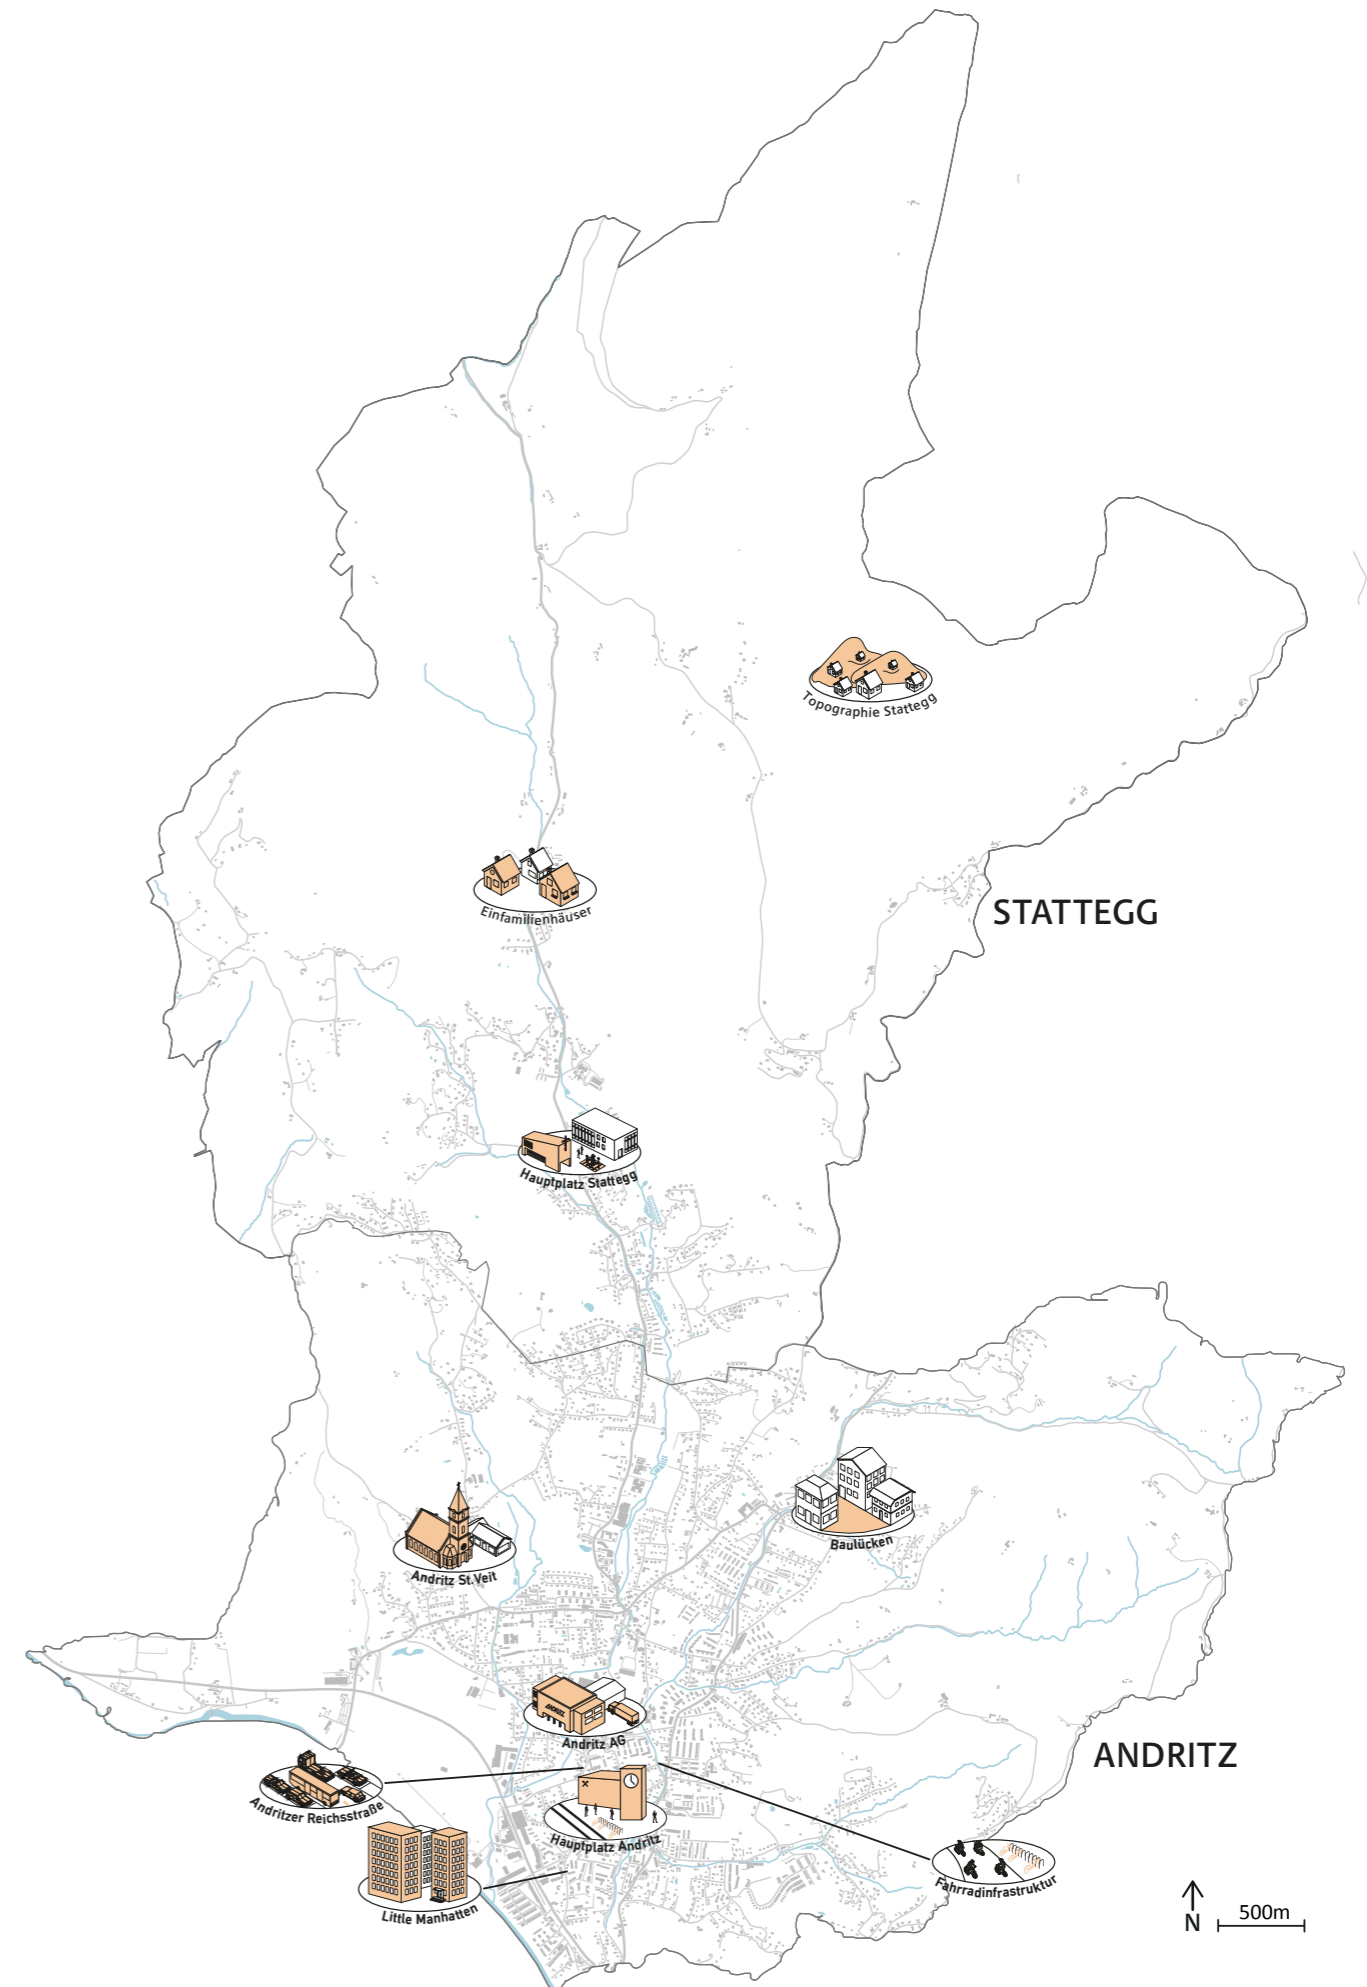 Topographie Stattegg
Einfamilienhäuser
STATTEGG
Hauptplatz Stattegg
Baulücken
Andritz St.Veit
ANDRITZ
Andritz AG
ANDRITZ
Andritzer Reichsstraße
Hauptplatz Andritz
Fahrradinfrastruktur
Little Manhatten
N
500m